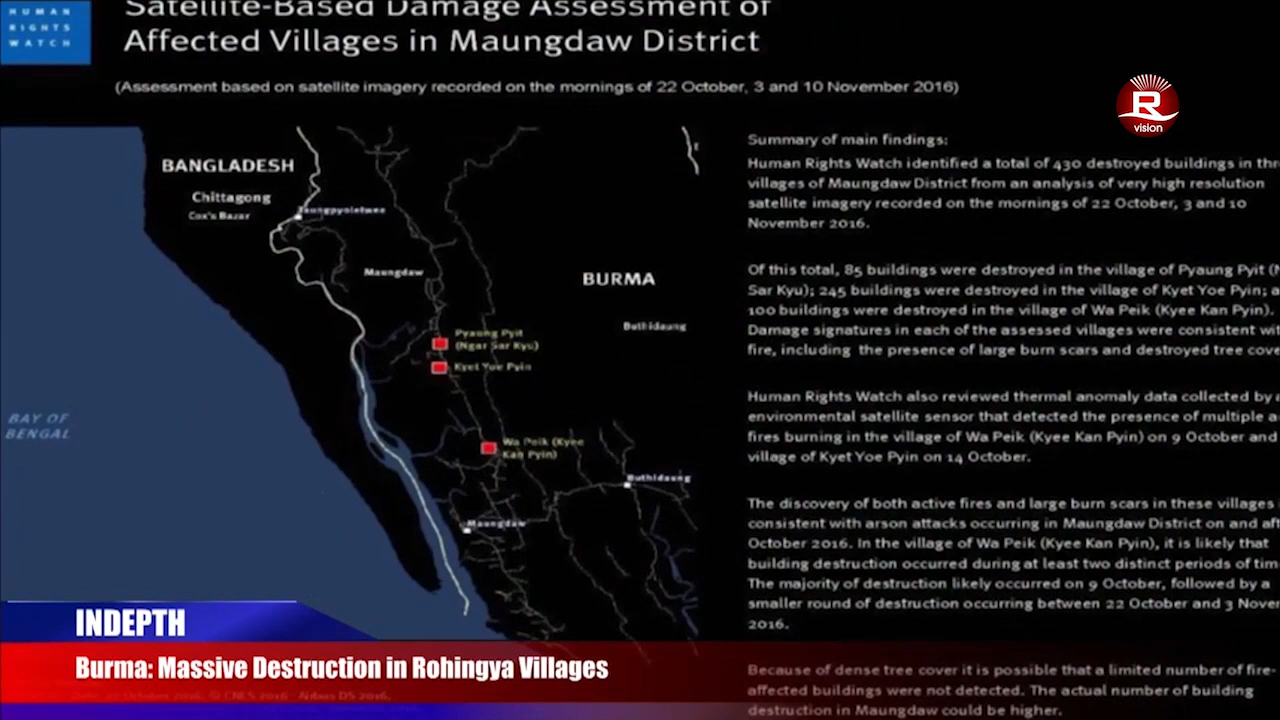 HUMAN
RIGHTS
WATCH
Satellite-Based Damage Assessment of
Affected Villages in Maungdaw District
(Assessment based on satellite imagery recorded on the mornings of 22 October, 3 and 10 November 2016)
R
vision
BANGLADESH
Chittagong
Cox's Bazar
Taungpyoletwea
Maungdaw
BURMA
Buthidaung
Pyaung Pyit
(Ngar Sar Kyu)
Kyet Yoe Pyin
BAY OF
BENGAL
Wa Peik (Kyee
Kan Pyin)
Buthidaung
Maungdaw
Summary of main findings:
Human Rights Watch identified a total of 430 destroyed buildings in thr
villages of Maungdaw District from an analysis of very high resolution
satellite imagery recorded on the mornings of 22 October, 3 and 10
November 2016.
Of this total, 85 buildings were destroyed in the village of Pyaung Pyit (N
Sar Kyu); 245 buildings were destroyed in the village of Kyet Yoe Pyin; a
100 buildings were destroyed in the village of Wa Peik (Kyee Kan Pyin).
Damage signatures in each of the assessed villages were consistent wit
fire, including the presence of large burn scars and destroyed tree cove
Human Rights Watch also reviewed thermal anomaly data collected by a
environmental satellite sensor that detected the presence of multiple a
fires burning in the village of Wa Peik (Kyee Kan Pyin) on 9 October and
village of Kyet Yoe Pyin on 14 October.
The discovery of both active fires and large burn scars in these villages
consistent with arson attacks occurring in Maungdaw District on and aft
October 2016. In the village of Wa Peik (Kyee Kan Pyin), it is likely that
building destruction occurred during at least two distinct periods of tim
The majority of destruction likely occurred on 9 October, followed by a
smaller round of destruction occurring between 22 October and 3 Nove
2016.
Because of dense tree cover it is possible that a limited number of fire-
affected buildings were not detected. The actual number of building
destruction in Maungdaw could be higher.
INDEPTH
Burma: Massive Destruction in Rohingya Villages